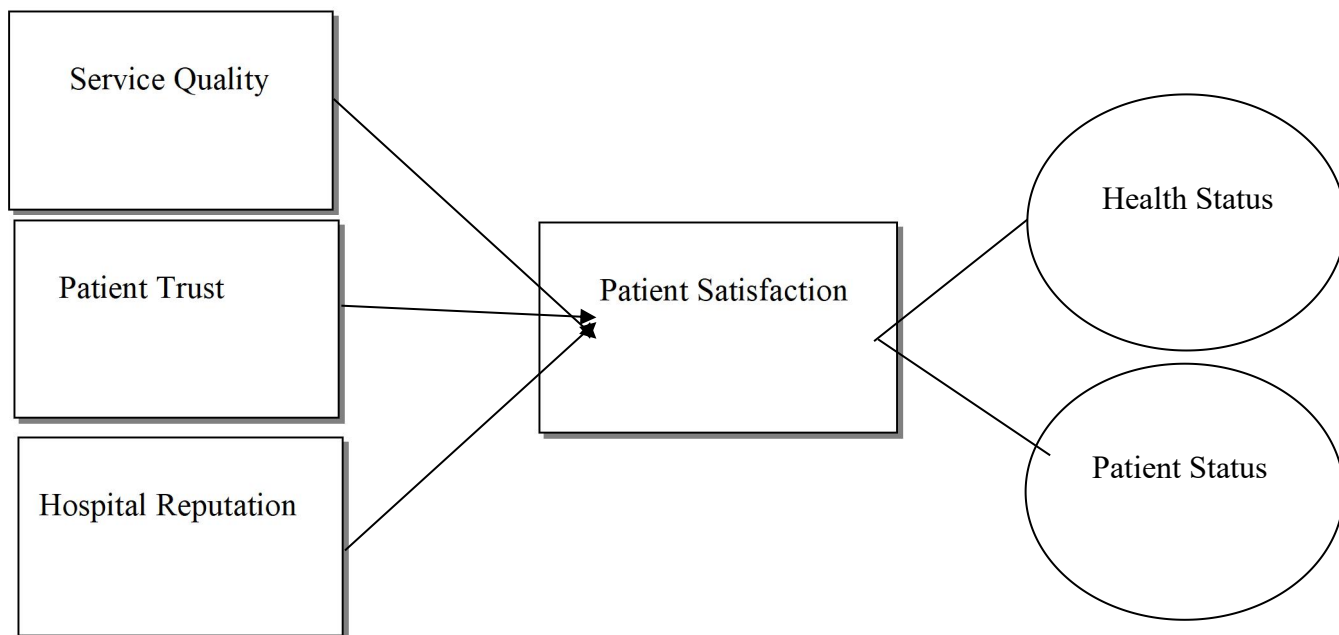 Service Quality
Patient Trust
Hospital Reputation
Patient Satisfaction
Health Status
Patient Status